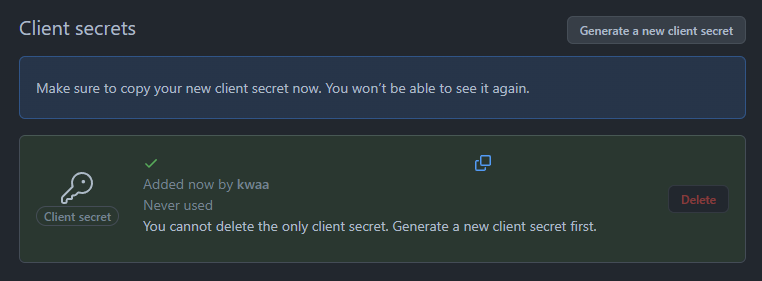 Client secrets
Generate a new client secret
Make sure to copy your new client secret now. You won't be able to see it again.
Added now by kwaa
Never used
Client secret
You cannot delete the only client secret. Generate a new client secret first.
Delete